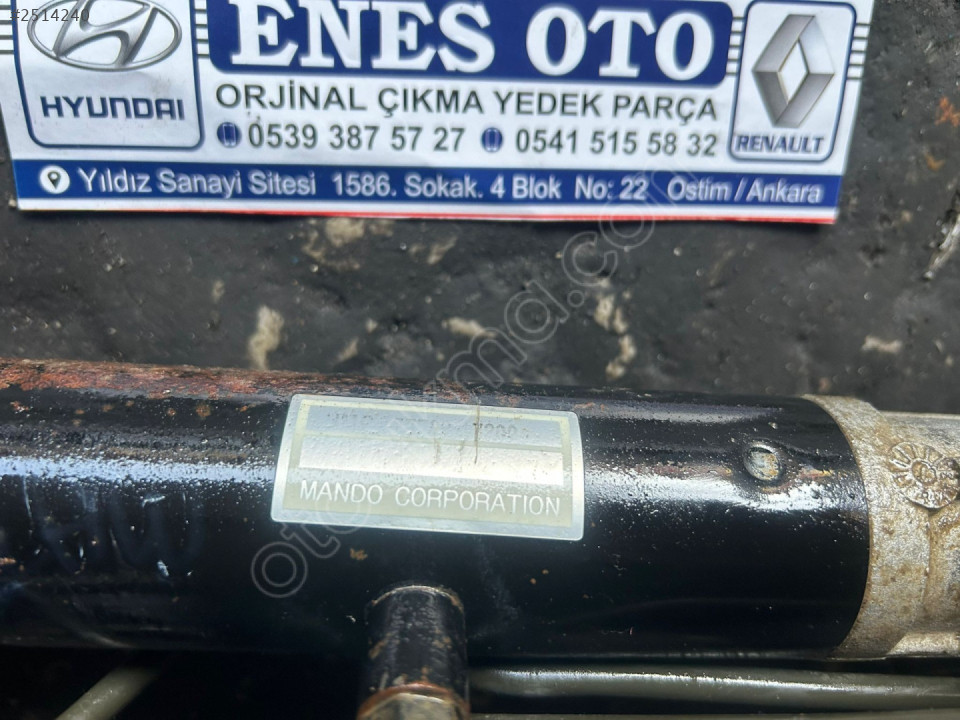 #2514240
ENES OTO
HYUNDAI
ORJİNAL ÇIKMA YEDEK PARÇA
0539 387 57 27 0541 515 58 32
RENAULT
Yıldız Sanayi Sitesi 1586. Sokak. 4 Blok No: 22 Ostim / Ankara
MANDO CORPORATION